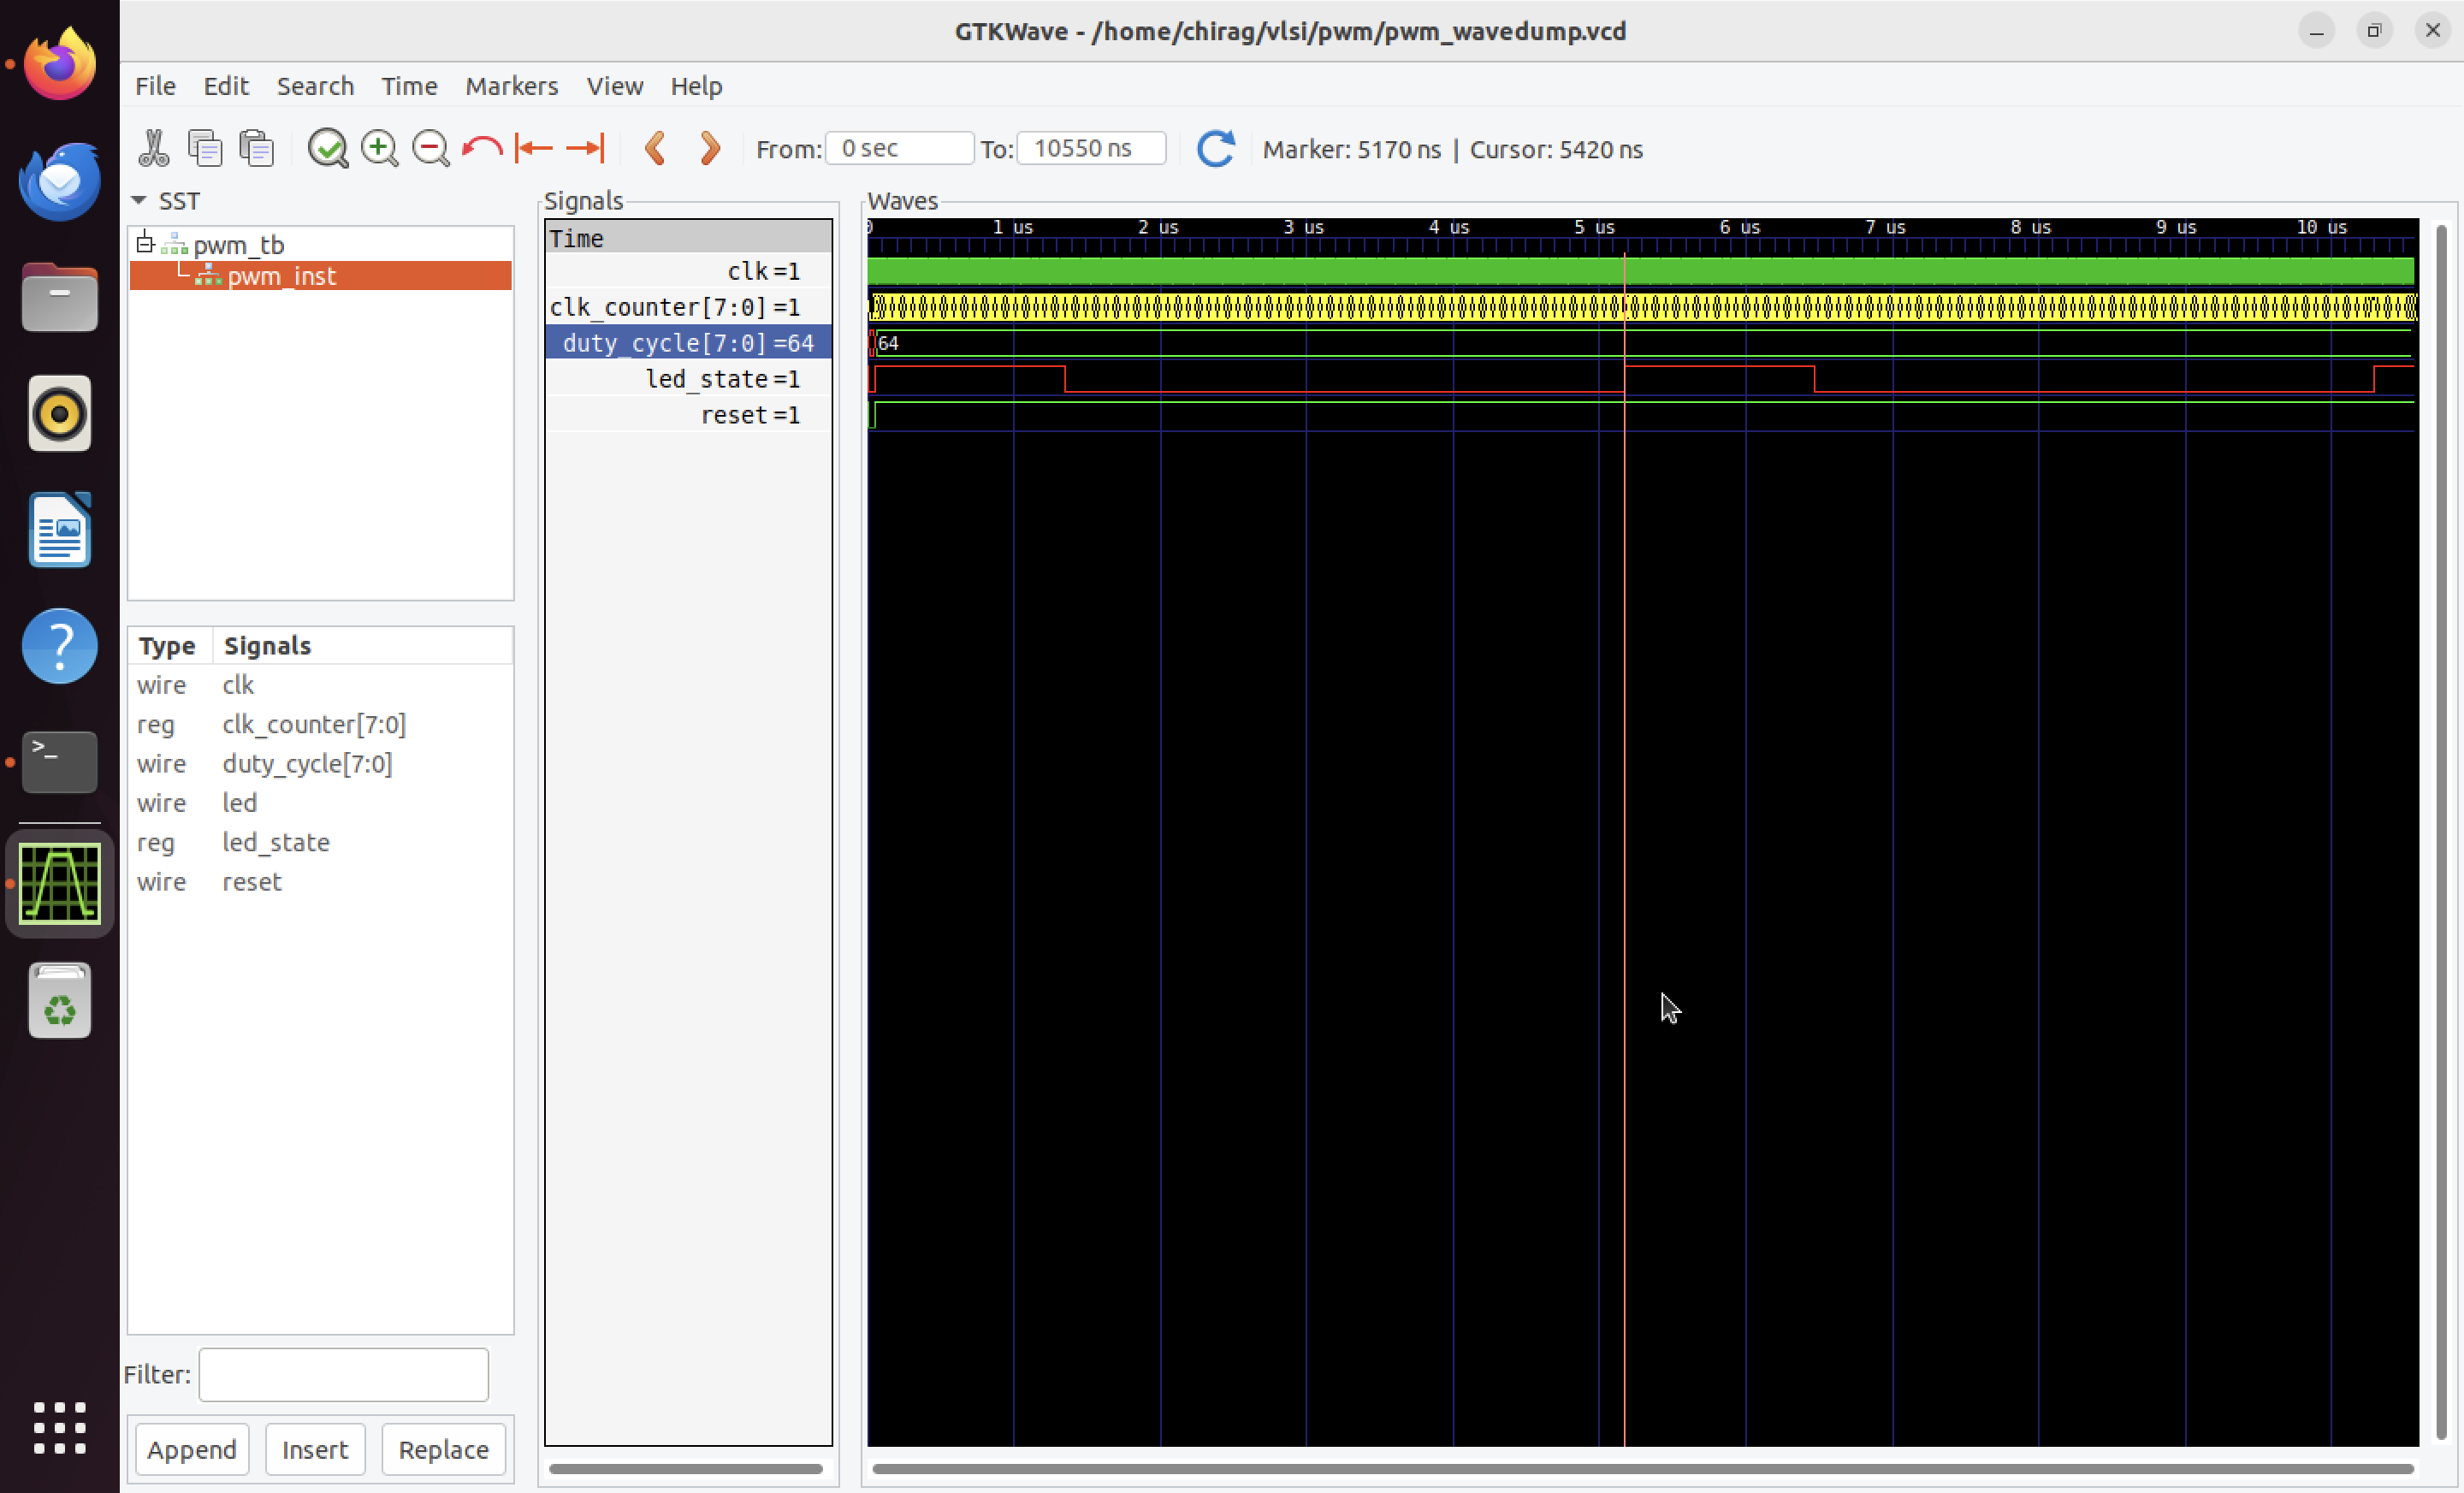 GTKWave - /home/chirag/vlsi/pwm/pwm_wavedump.vcd
File Edit Search Time Markers View Help
From: 0 sec To: 10550 ns Marker: 5170 ns | Cursor: 5420 ns
SST
pwm_tb
pwm_inst
Type Signals
wire clk
reg clk_counter[7:0]
wire duty_cycle[7:0]
wire led
reg led_state
wire reset
Filter:
Append Insert Replace
Signals
Time
clk=1
clk_counter[7:0]=1
duty_cycle[7:0]=64
led_state=1
reset=1
Waves
0 1 us 2 us 3 us 4 us 5 us 6 us 7 us 8 us 9 us 10 us
64